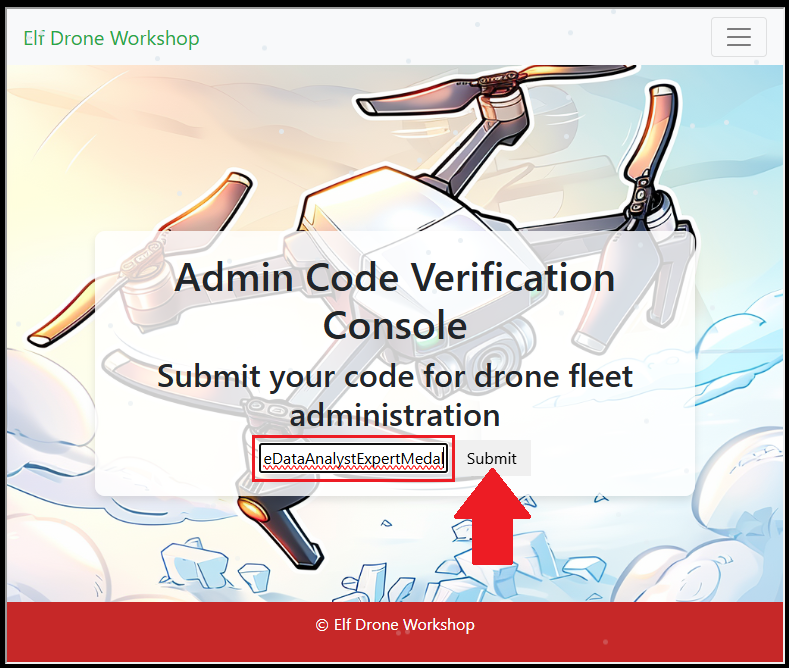 Elf Drone Workshop
Admin Code Verification
Console
Submit your code for drone fleet
administration
eDataAnalystExpertMedal
Submit
© Elf Drone Workshop